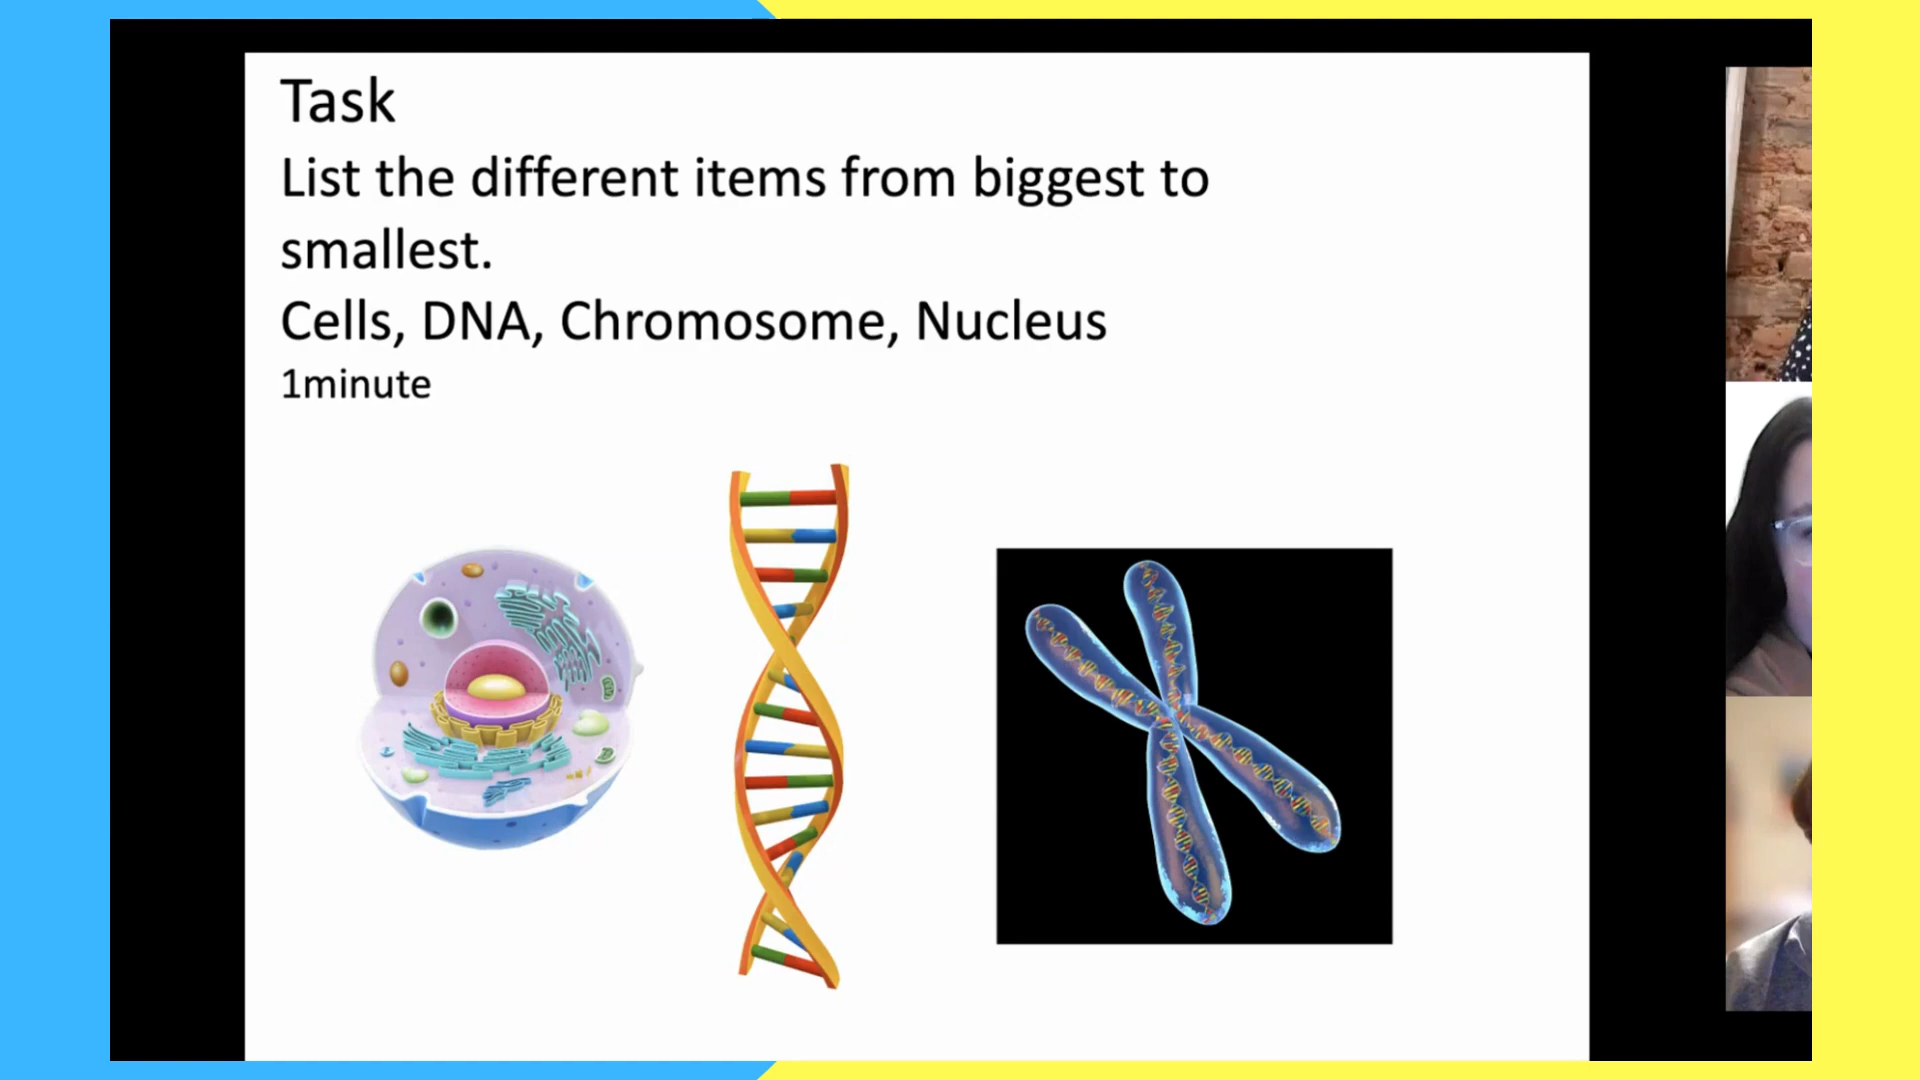 Task
List the different items from biggest to
smallest.
Cells, DNA, Chromosome, Nucleus
1minute